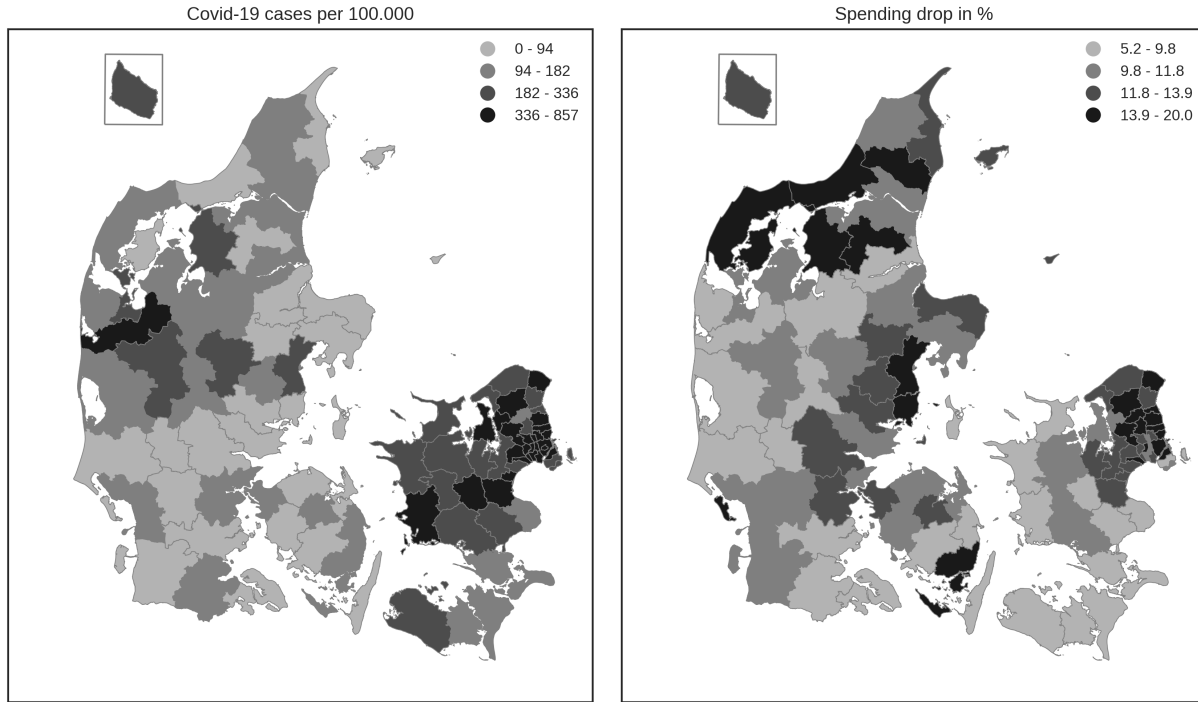 Covid-19 cases per 100.000
0 - 94
94 - 182
182 - 336
336 - 857
Spending drop in %
5.2 - 9.8
9.8 - 11.8
11.8 - 13.9
13.9 - 20.0